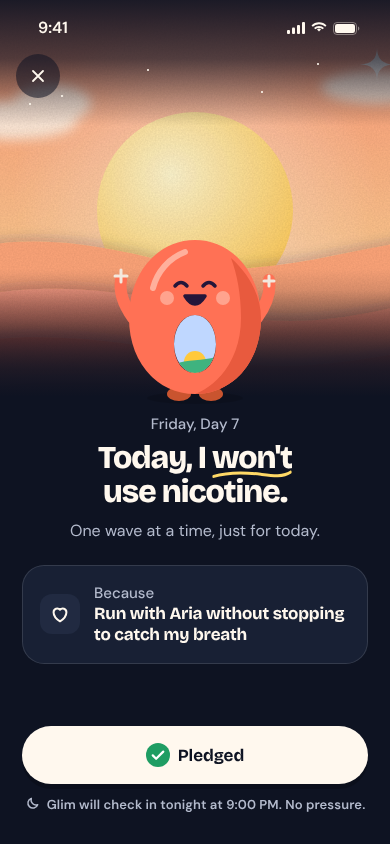 9:41
Friday, Day 7
Today, I won't
use nicotine.
One wave at a time, just for today.
Because
Run with Aria without stopping
to catch my breath
Pledged
Glim will check in tonight at 9:00 PM. No pressure.